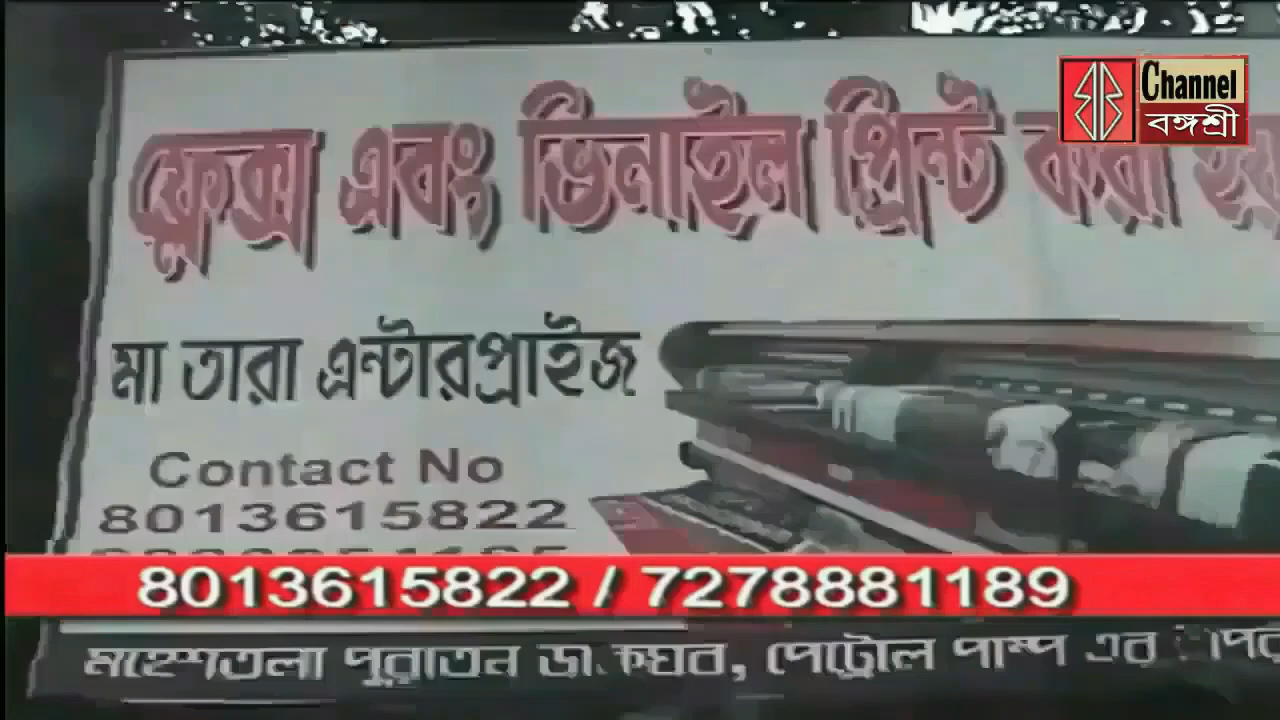 Channel
বঙ্গশ্রী
ফ্লেক্স এবং ভিনাইল প্রিন্ট করা হয়
মা তারা এন্টারপ্রাইজ
Contact No
8013615822
8013615822 / 7278881189
মহেশতলা পুরাতন ডাকঘর, পেট্রোল পাম্প এর